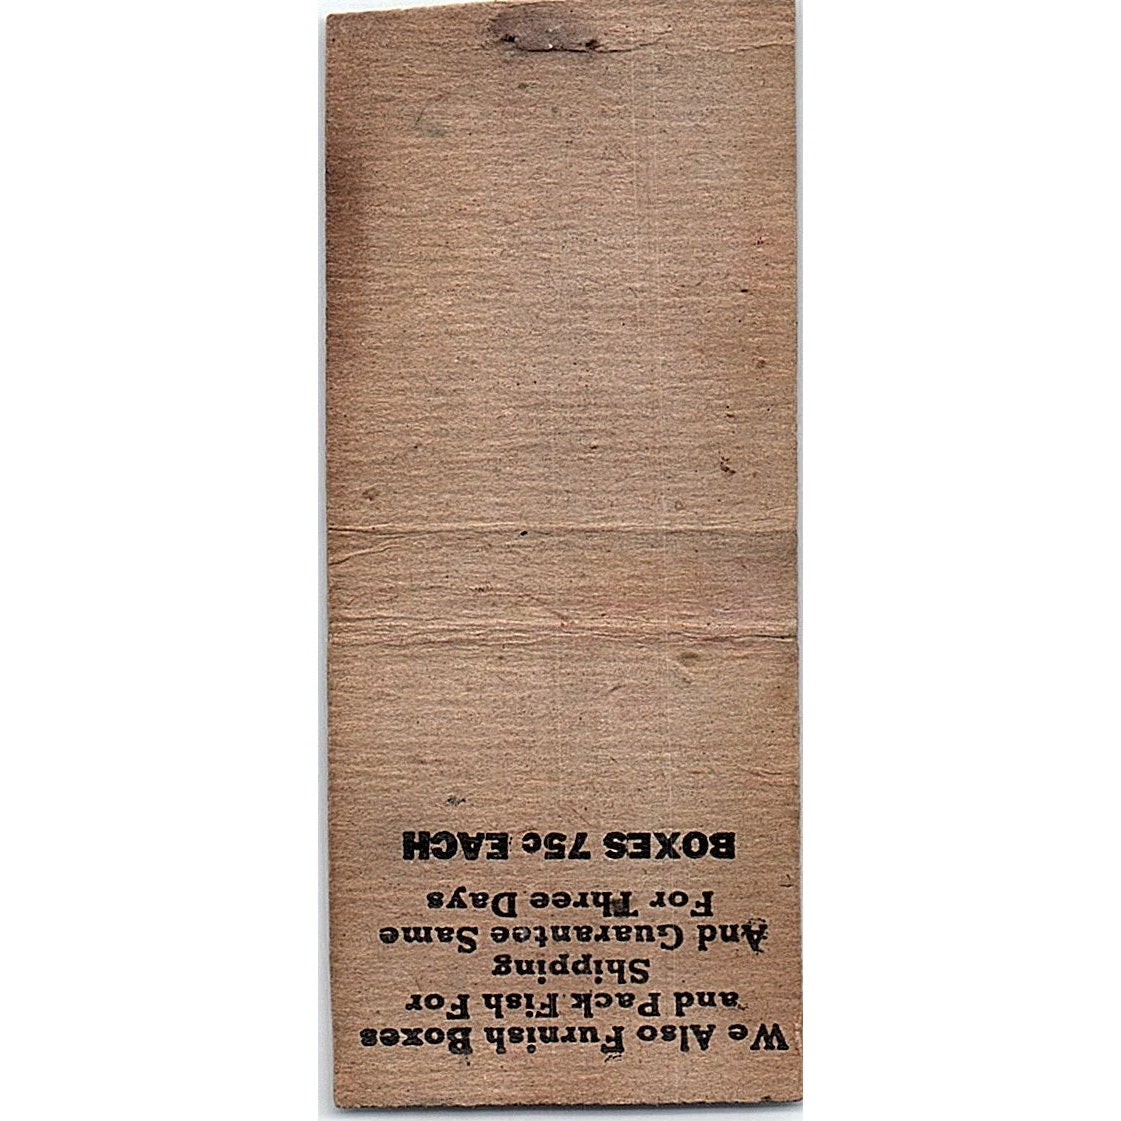 We Also Furnish Boxes
and Pack Fish For
Shipping
And Guarantee Same
For Three Days
BOXES 75c EACH